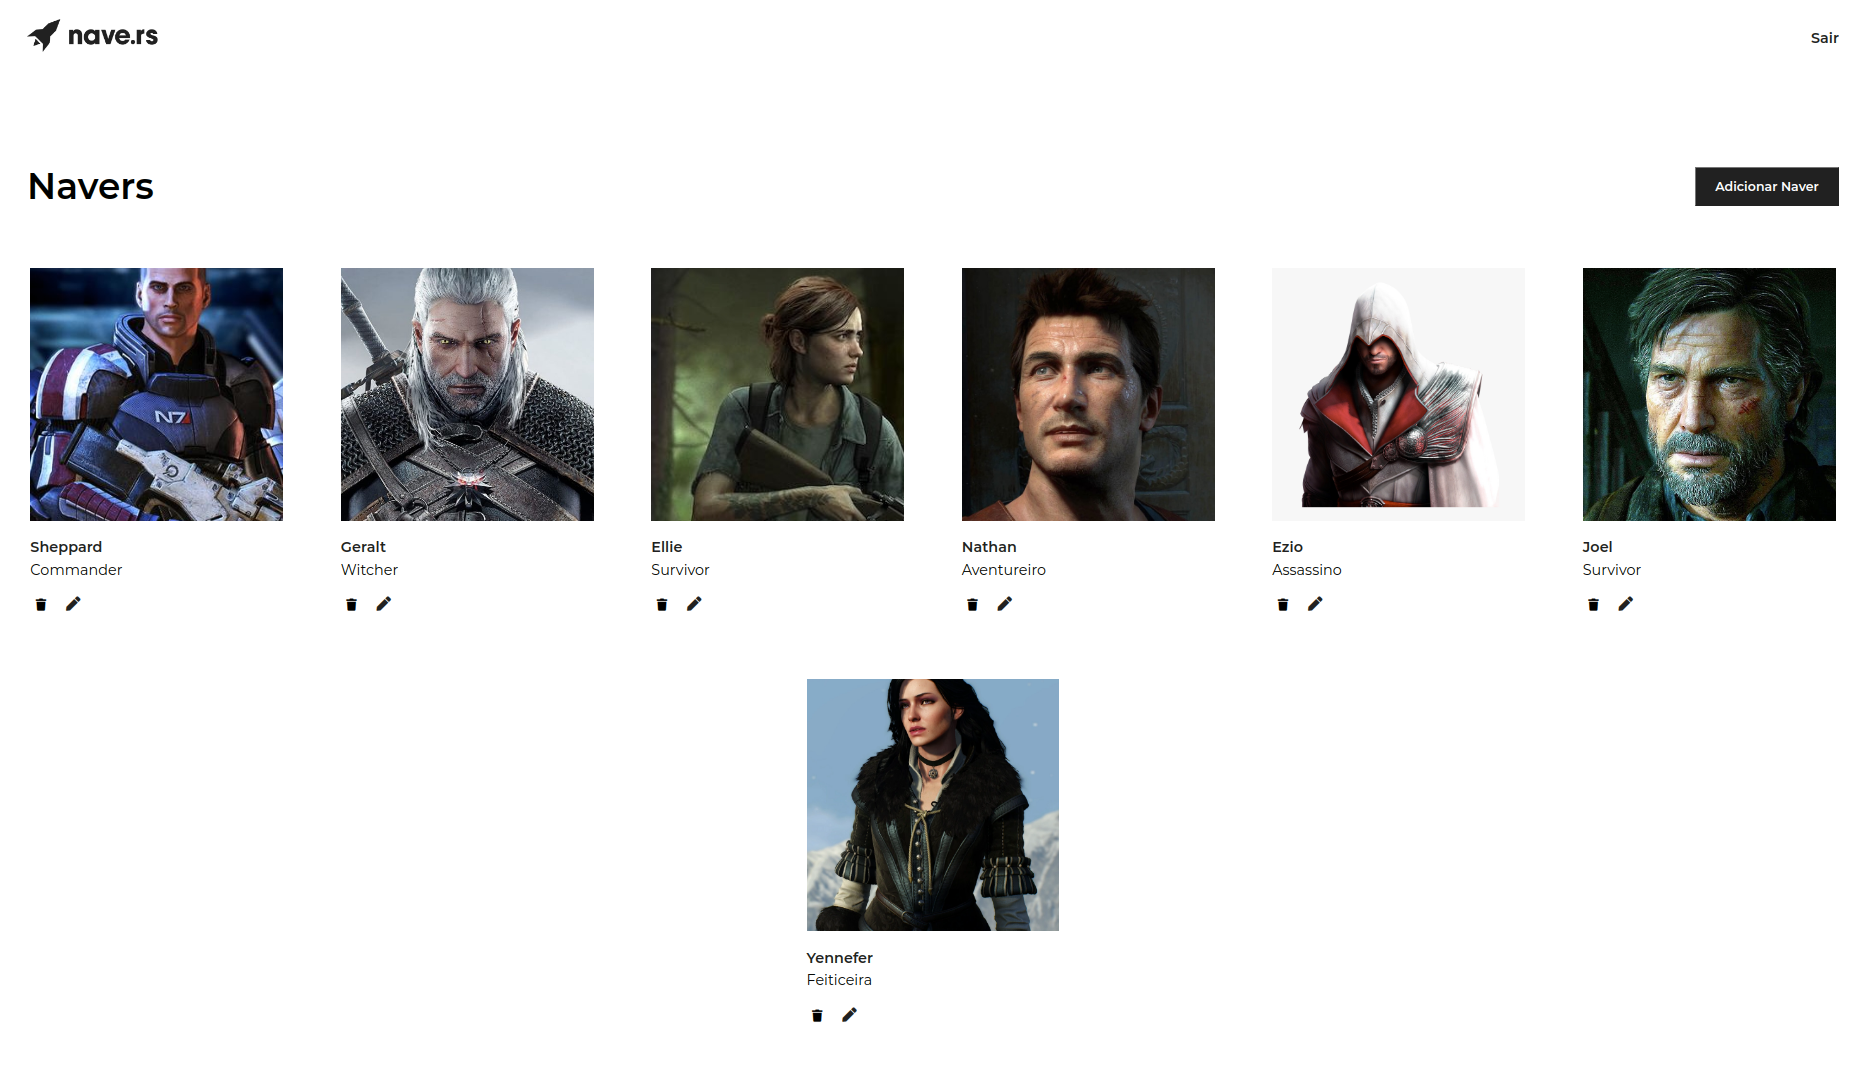 nave.rs
Sair
Navers
Adicionar Naver
N7
Sheppard
Commander
Geralt
Witcher
Ellie
Survivor
Nathan
Aventureiro
Ezio
Assassino
Joel
Survivor
Yennefer
Feiticeira